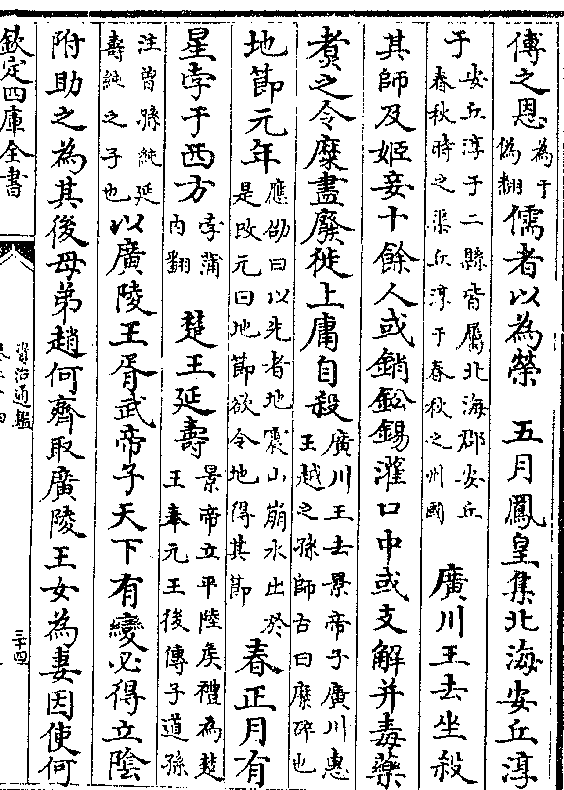 傅之恩為于偽翻儒者以為榮　五月鳳皇集北海安丘淳
于安丘淳于二縣皆屬北海郡安丘春秋時之渠丘淳于春秋之州國　廣川王去坐殺
其師及姬妾十餘人或銷鉛錫灌口中或支解并毒藥
煑之令糜盡廢徙上庸自殺廣川王去景帝子廣川惠王越之孫師古曰糜碎也
地節元年應劭曰以先者地震山崩水出於是改元曰地節欲令地得其節　春正月有
星孛于西方孛蒲内翻　楚王延壽景帝立平陸矦禮為楚王奉元王後傳子道孫
注曾孫純延壽純之子也以廣陵王胥武帝子天下有變必得立隂
附助之為其後母弟趙何齊取廣陵王女為妻因使何
欽定四庫全書
資治通鑑
三十四